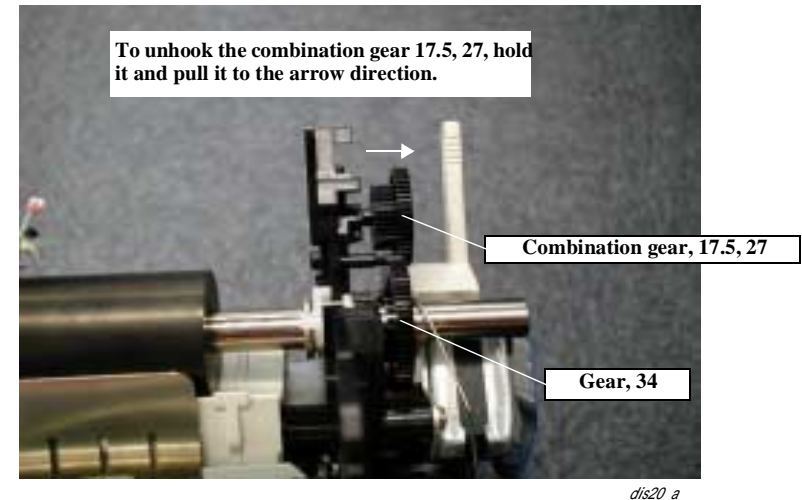 To unhook the combination gear 17.5, 27, hold
it and pull it to the arrow direction.
Combination gear, 17.5, 27
Gear, 34
dis20_a